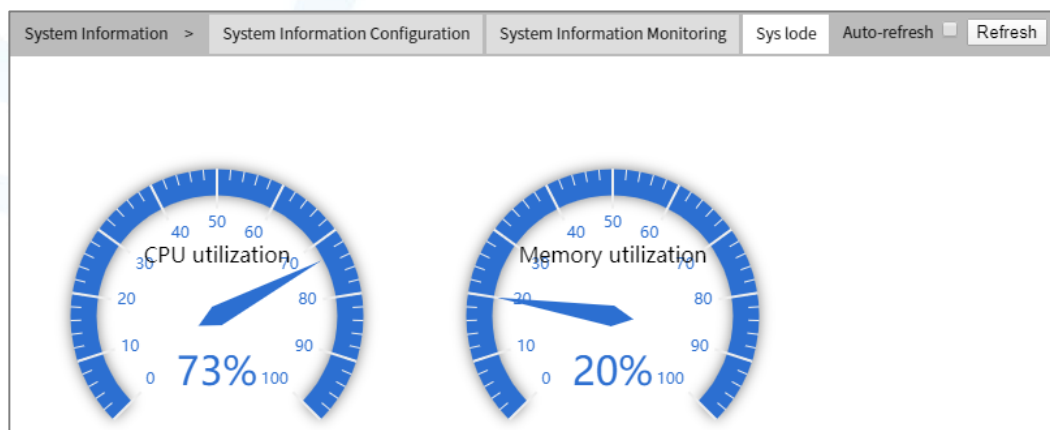 System Information > System Information Configuration System Information Monitoring Sys lode Auto-refresh Refresh
CPU utilization
0 10 20 30 40 50 60 70 80 90 100
73%
Memory utilization
0 10 20 30 40 50 60 70 80 90 100
20%